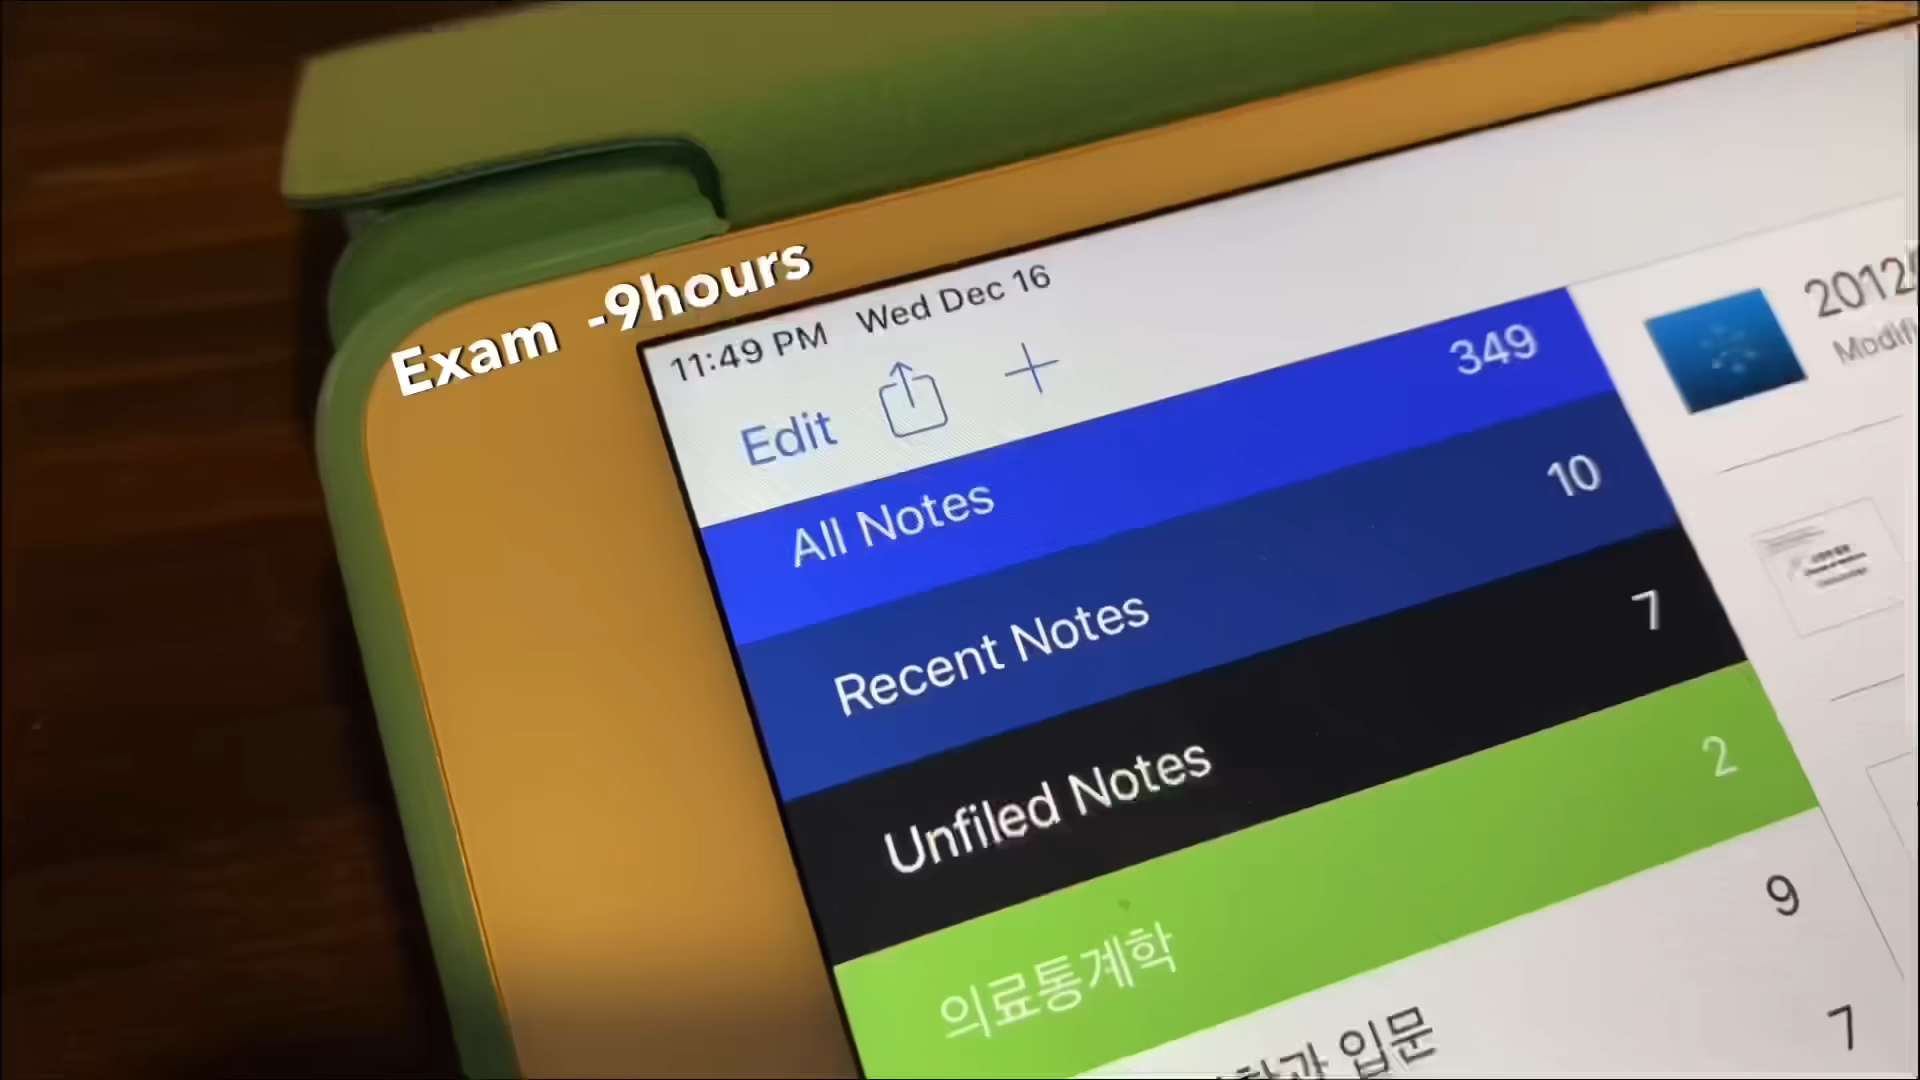 Exam -9hours
11:49 PM Wed Dec 16
Edit
All Notes 349
Recent Notes 10
Unfiled Notes 7
의료통계학 2
입문 9
7